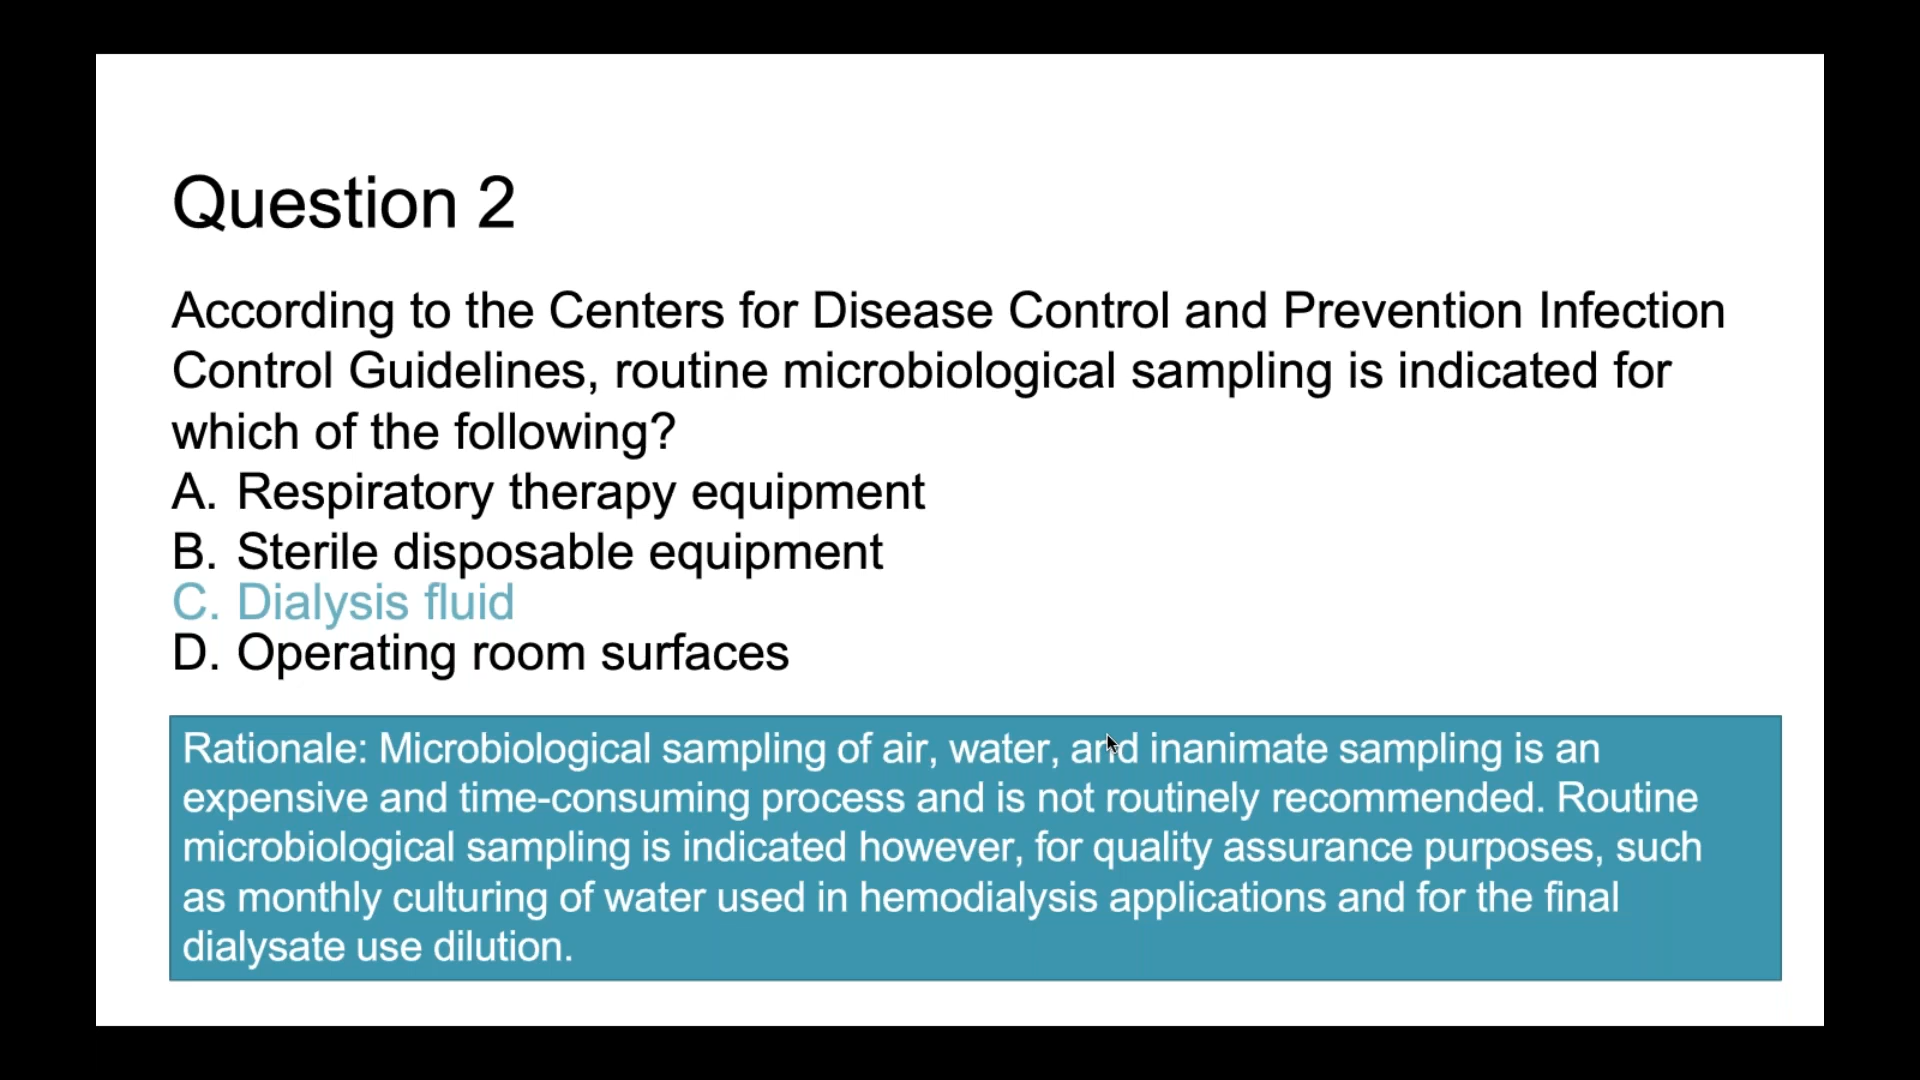 Question 2
According to the Centers for Disease Control and Prevention Infection
Control Guidelines, routine microbiological sampling is indicated for
which of the following?
A. Respiratory therapy equipment
B. Sterile disposable equipment
C. Dialysis fluid
D. Operating room surfaces
Rationale: Microbiological sampling of air, water, and inanimate sampling is an
expensive and time-consuming process and is not routinely recommended. Routine
microbiological sampling is indicated however, for quality assurance purposes, such
as monthly culturing of water used in hemodialysis applications and for the final
dialysate use dilution.